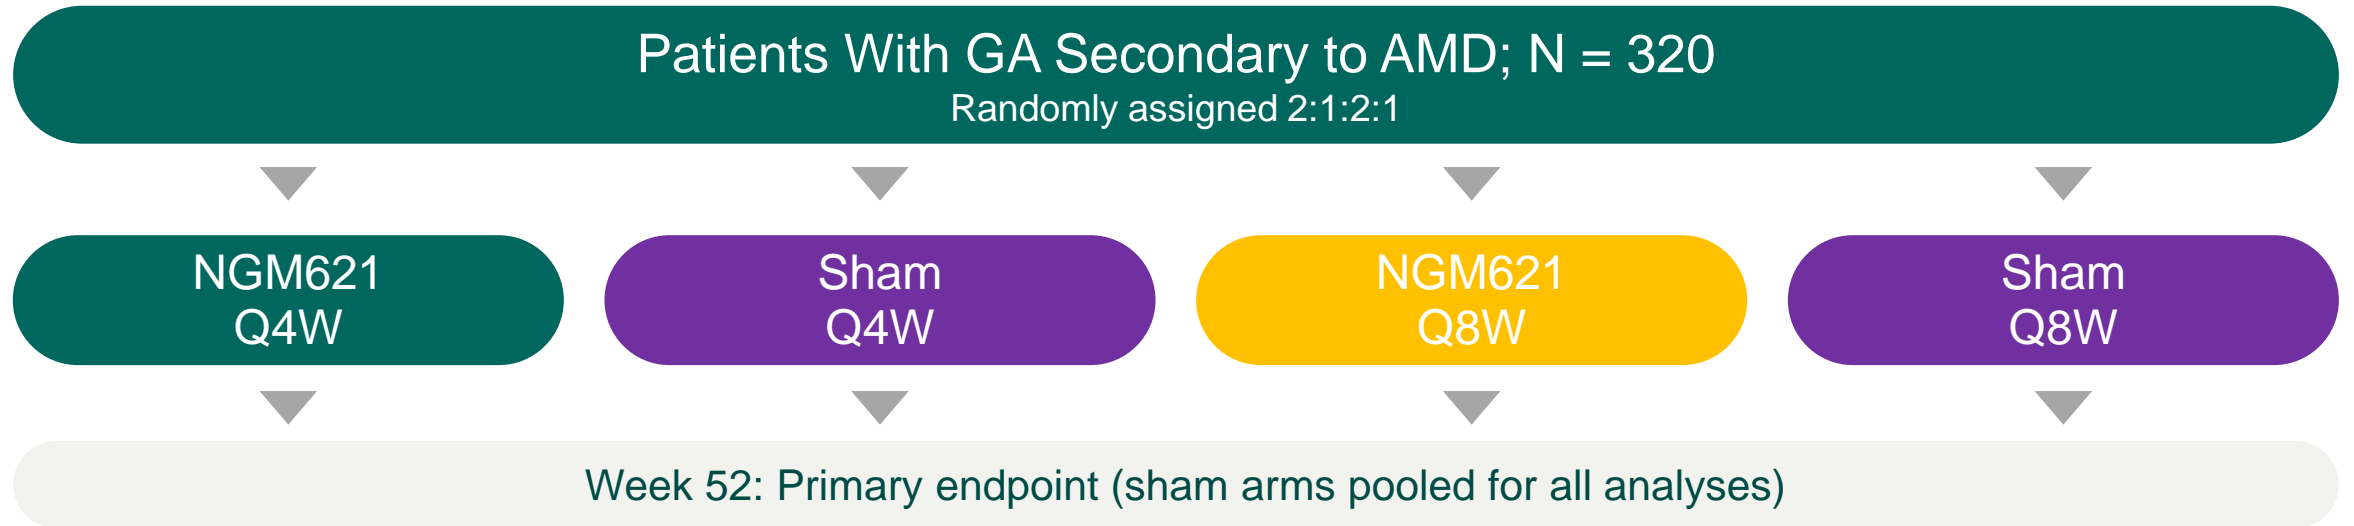 Patients With GA Secondary to AMD; N = 320
Randomly assigned 2:1:2:1
NGM621
Q4W
Sham
Q4W
NGM621
Q8W
Sham
Q8W
Week 52: Primary endpoint (sham arms pooled for all analyses)